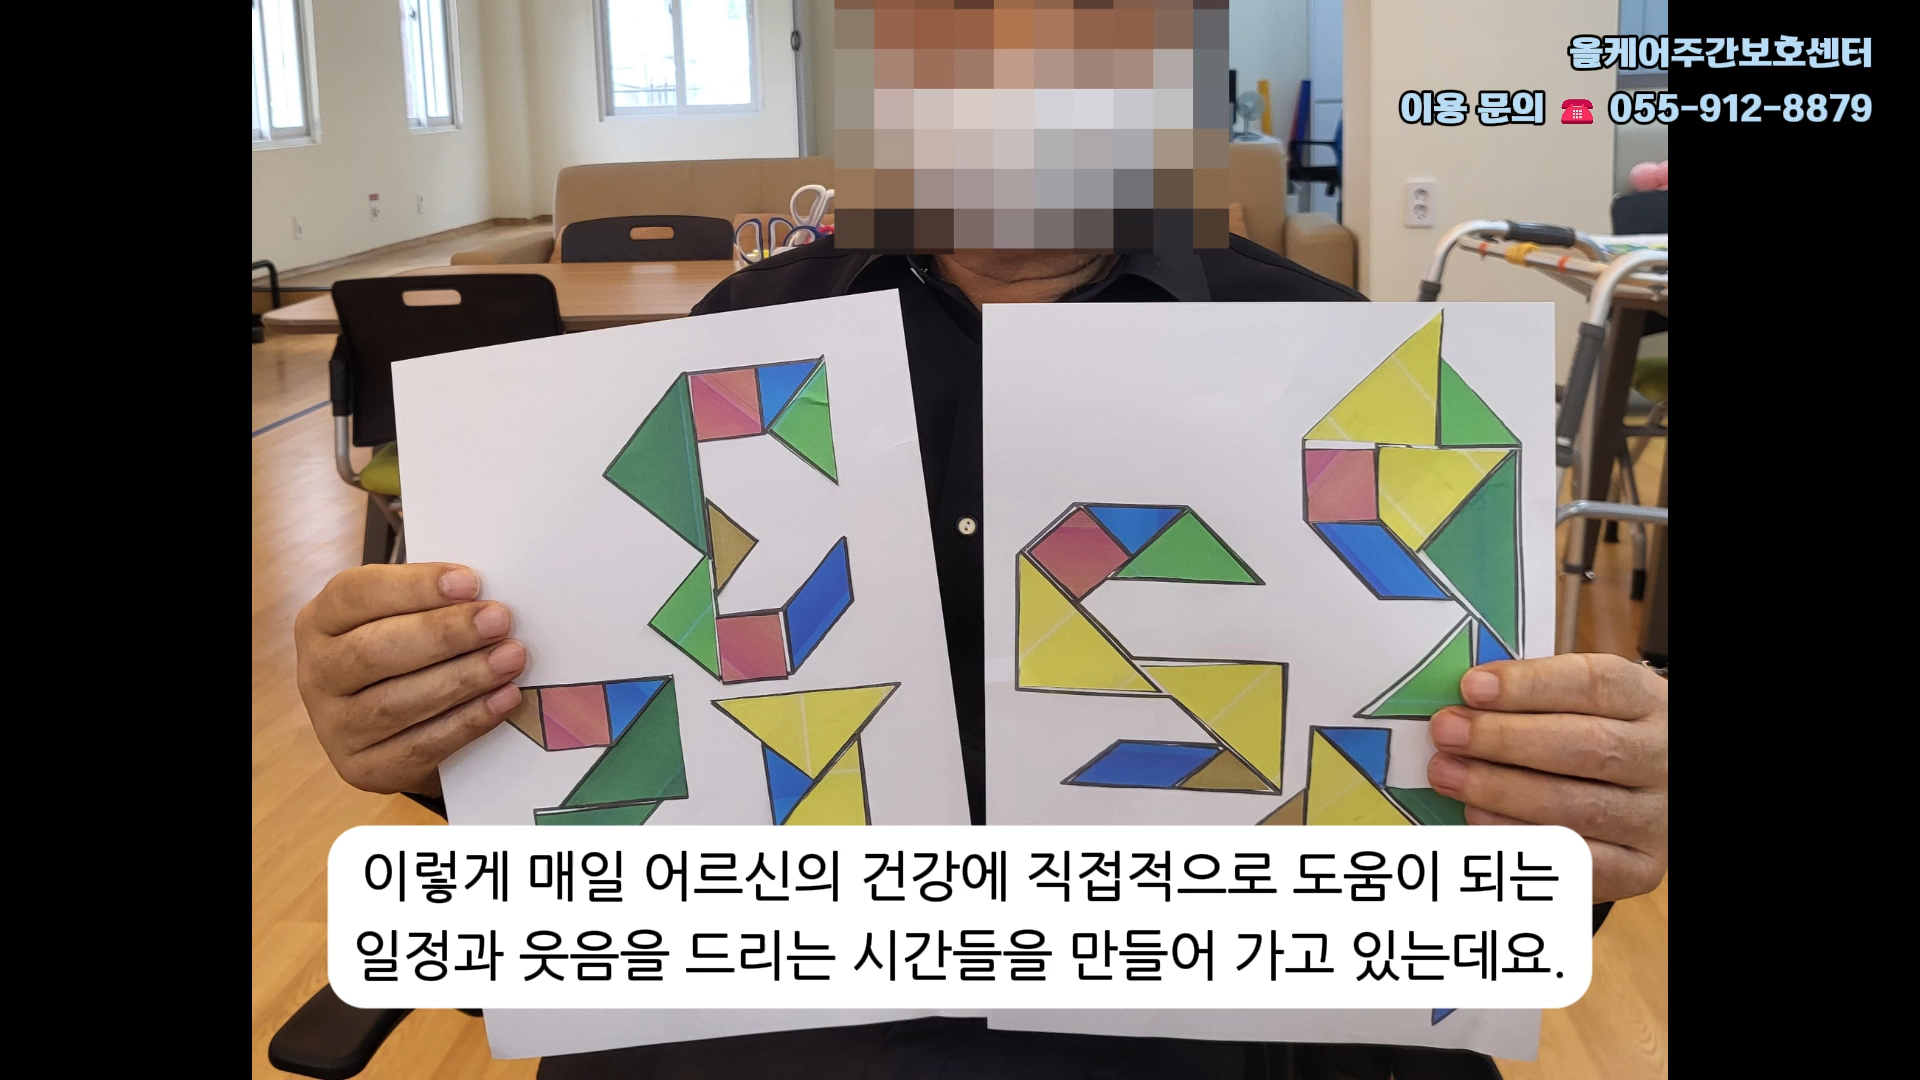 올케어주간보호센터
이용 문의 ☎ 055-912-8879
이렇게 매일 어르신의 건강에 직접적으로 도움이 되는
일정과 웃음을 드리는 시간들을 만들어 가고 있는데요.